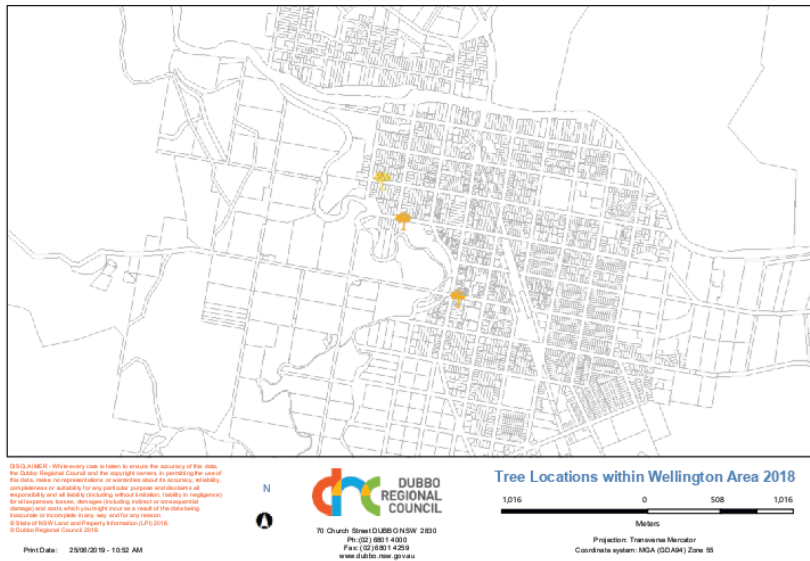 DISCLAIMER - While every care is taken to ensure the accuracy of this data,
the Dubbo Regional Council and the copyright owners, in permitting the use of
this data, make no representations or warranties about its accuracy, reliability,
completeness or suitability for any particular purpose and disclaims all
responsibility and all liability (including without limitation, liability in negligence)
for all expenses, losses, damages (including indirect or consequential
damage) and costs which you might incur as a result of the data being
inaccurate or incomplete in any way and for any reason.
© State of NSW Land and Property Information (LPI) 2018.
© Dubbo Regional Council 2018.
Print Date: 25/06/2019 - 10:52 AM
N
drc
DUBBO
REGIONAL
COUNCIL
70 Church Street DUBBO NSW 2830
Ph: (02) 6801 4000
Fax: (02) 6801 4259
www.dubbo.nsw.gov.au
Tree Locations within Wellington Area 2018
1,016 0 508 1,016
Meters
Projection: Transverse Mercator
Coordinate system: MGA (GDA94) Zone 55